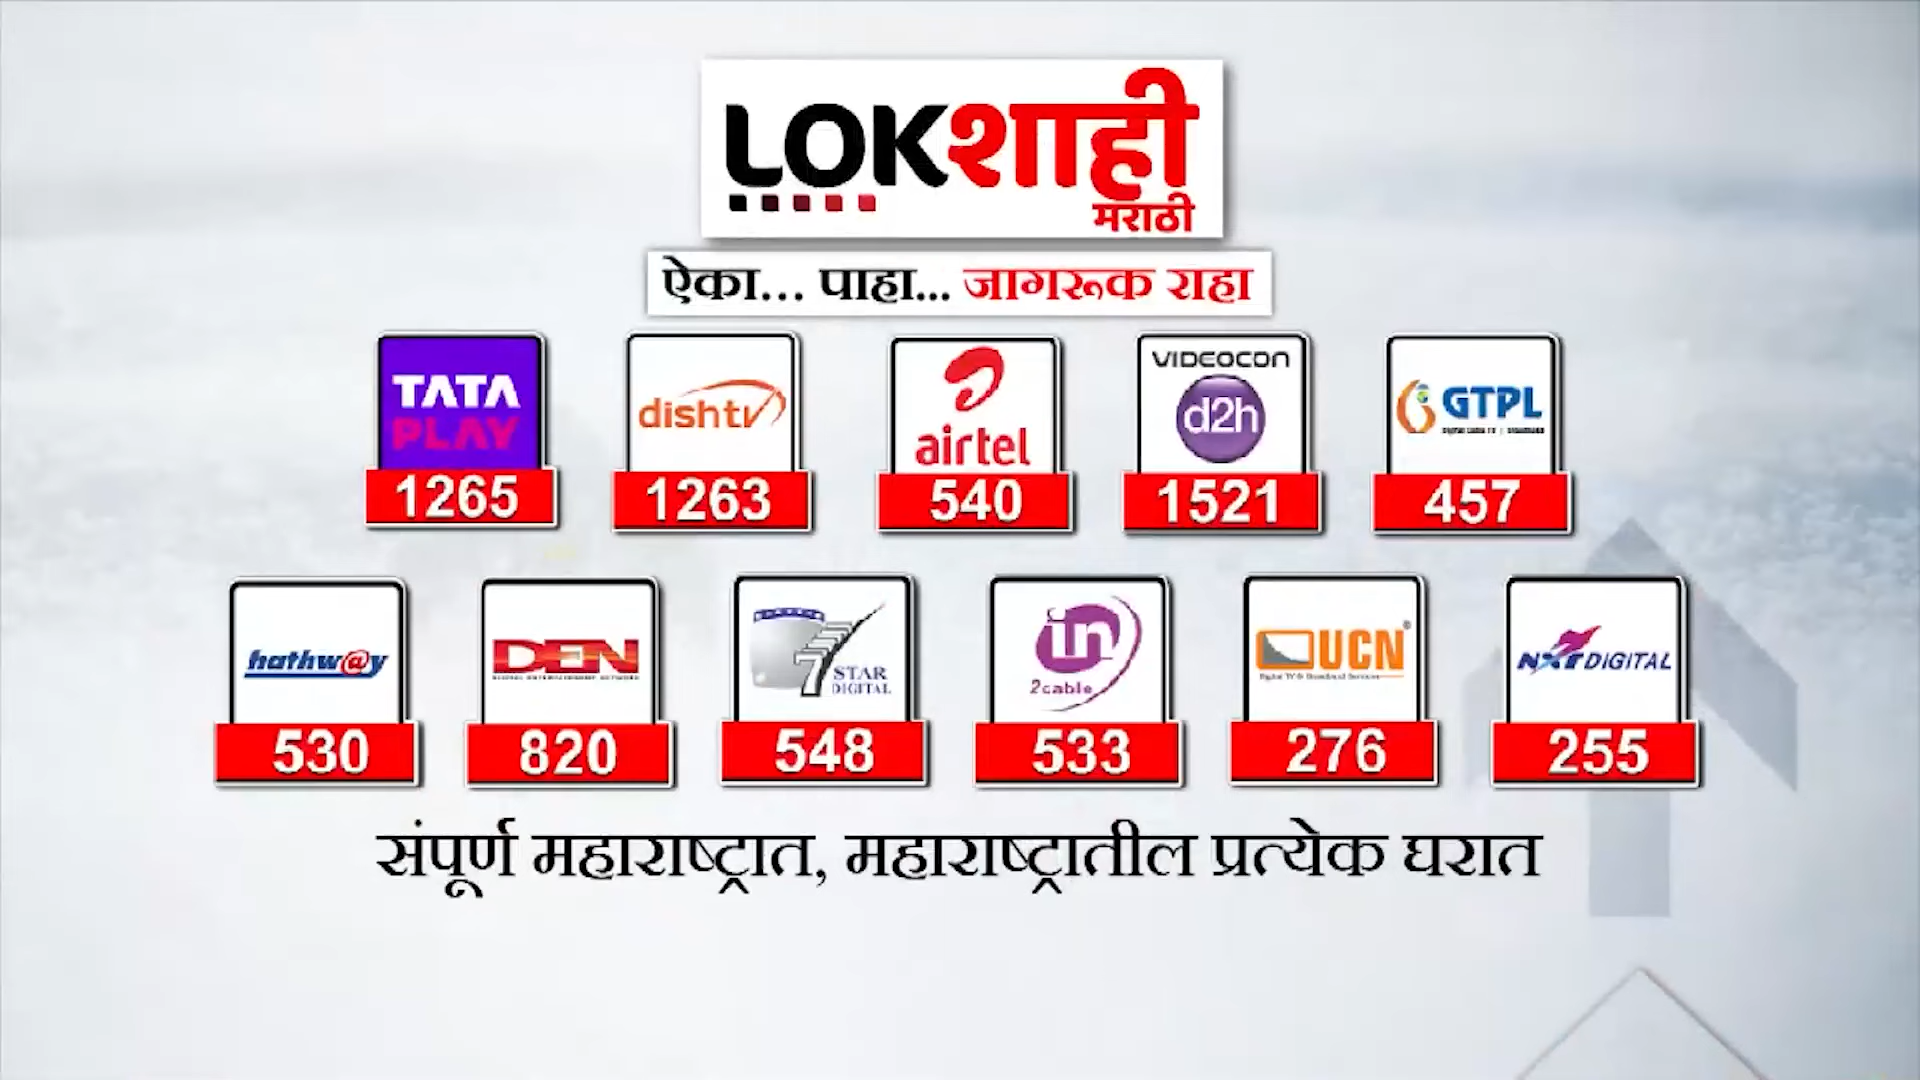 LOKशाही
मराठी
ऐका... पाहा... जागरूक राहा
TATA PLAY
dishtv
airtel
VIDEOCON d2h
GTPL
1265
1263
540
1521
457
hathw@y
DEN
7 STAR DIGITAL
in 2cable
UCN
NXT DIGITAL
530
820
548
533
276
255
संपूर्ण महाराष्ट्रात, महाराष्ट्रातील प्रत्येक घरात